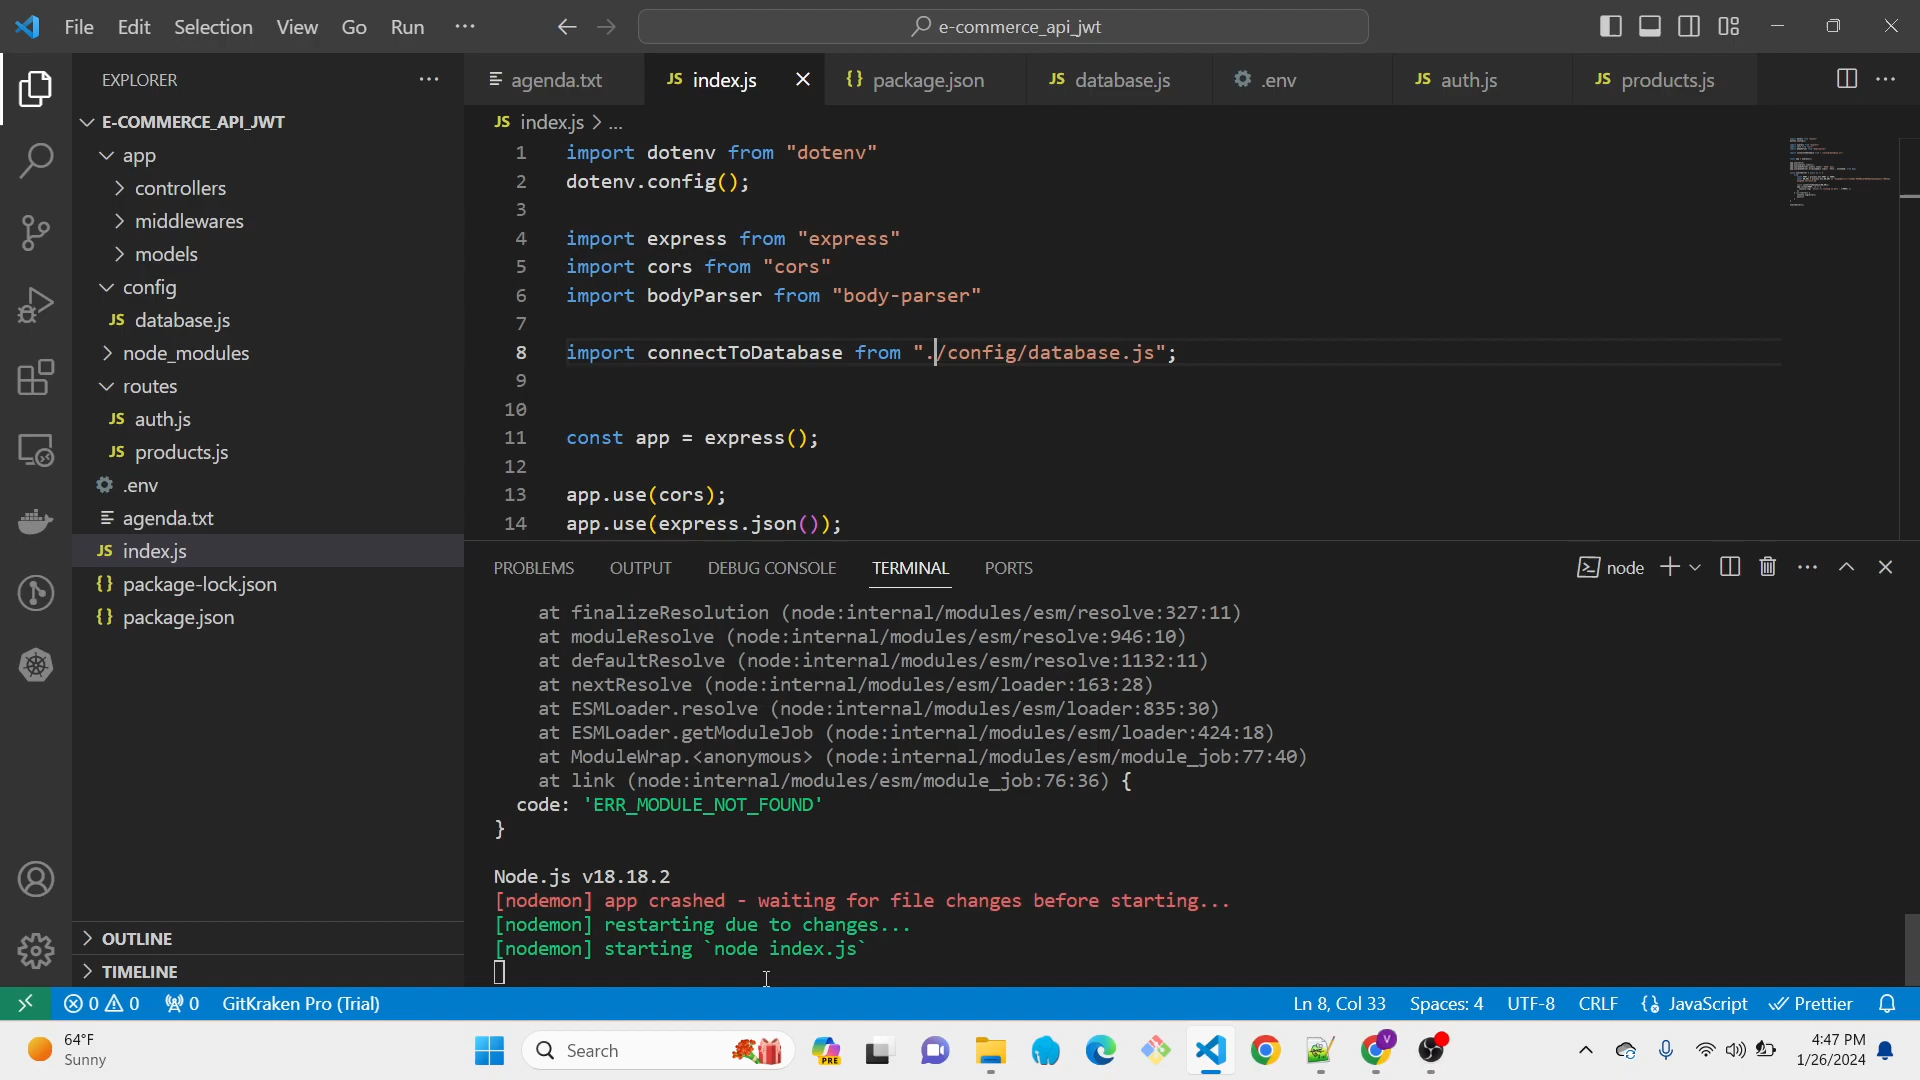 File Edit Selection View Go Run ···
e-commerce_api_jwt
EXPLORER ···
agenda.txt JS index.js {} package.json JS database.js .env JS auth.js JS products.js ···
E-COMMERCE_API_JWT
app
controllers
middlewares
models
config
JS database.js
node_modules
routes
JS auth.js
JS products.js
.env
agenda.txt
JS index.js
{} package-lock.json
{} package.json
OUTLINE
TIMELINE
JS index.js > ...
1 import dotenv from "dotenv"
2 dotenv.config();
3
4 import express from "express"
5 import cors from "cors"
6 import bodyParser from "body-parser"
7
8 import connectToDatabase from "./config/database.js";
9
10
11 const app = express();
12
13 app.use(cors);
14 app.use(express.json());
PROBLEMS OUTPUT DEBUG CONSOLE TERMINAL PORTS node ···
at finalizeResolution (node:internal/modules/esm/resolve:327:11)
at moduleResolve (node:internal/modules/esm/resolve:946:10)
at defaultResolve (node:internal/modules/esm/resolve:1132:11)
at nextResolve (node:internal/modules/esm/loader:163:28)
at ESMLoader.resolve (node:internal/modules/esm/loader:835:30)
at ESMLoader.getModuleJob (node:internal/modules/esm/loader:424:18)
at ModuleWrap.<anonymous> (node:internal/modules/esm/module_job:77:40)
at link (node:internal/modules/esm/module_job:76:36) {
code: 'ERR_MODULE_NOT_FOUND'
}
Node.js v18.18.2
[nodemon] app crashed - waiting for file changes before starting...
[nodemon] restarting due to changes...
[nodemon] starting `node index.js`
0 0 0 GitKraken Pro (Trial) Ln 8, Col 33 Spaces: 4 UTF-8 CRLF {} JavaScript Prettier
64°F
Sunny
Search
PRE
V
4:47 PM
1/26/2024